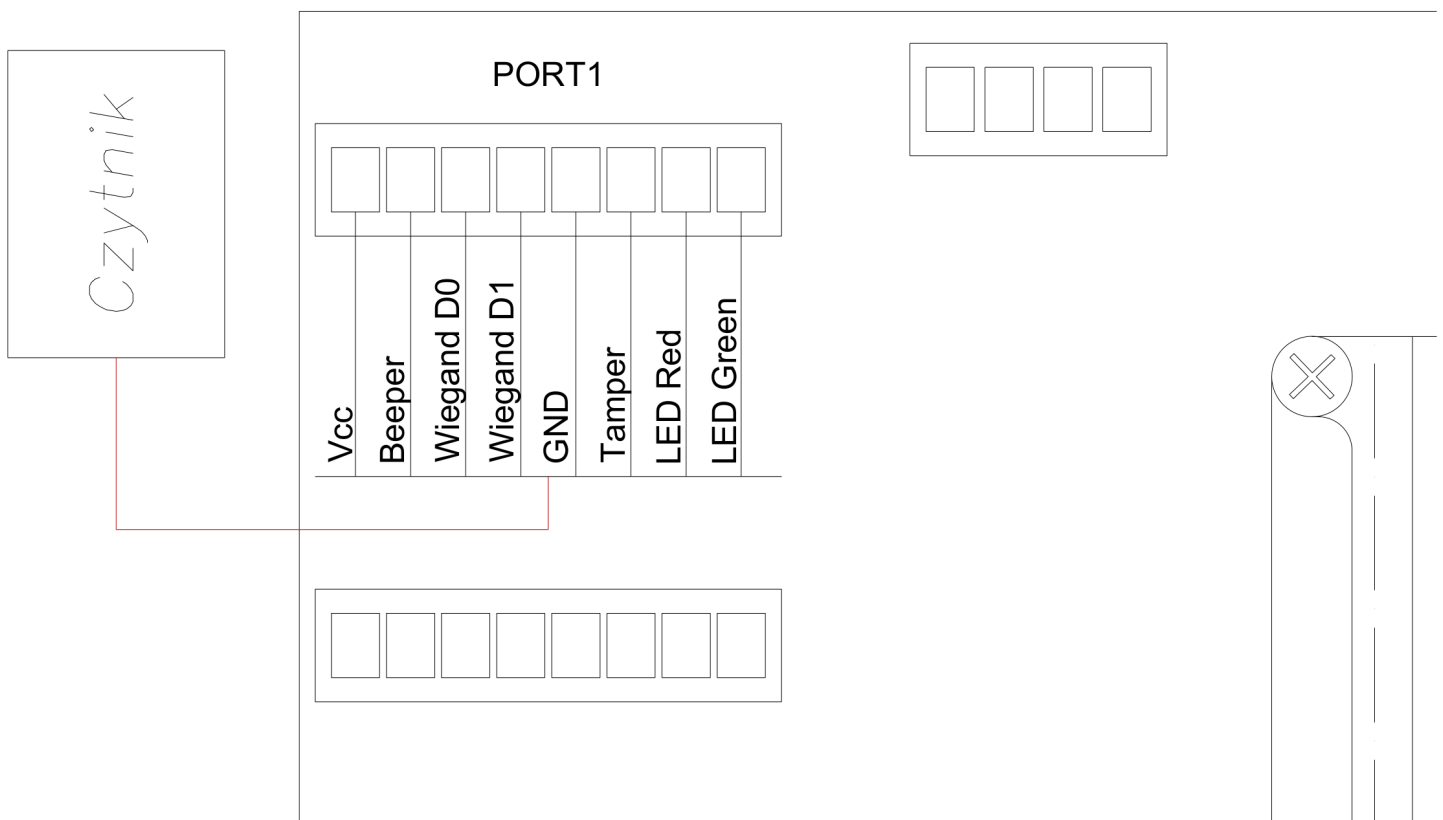 Czytnik
PORT1
Vcc
Beeper
Wiegand D0
Wiegand D1
GND
Tamper
LED Red
LED Green